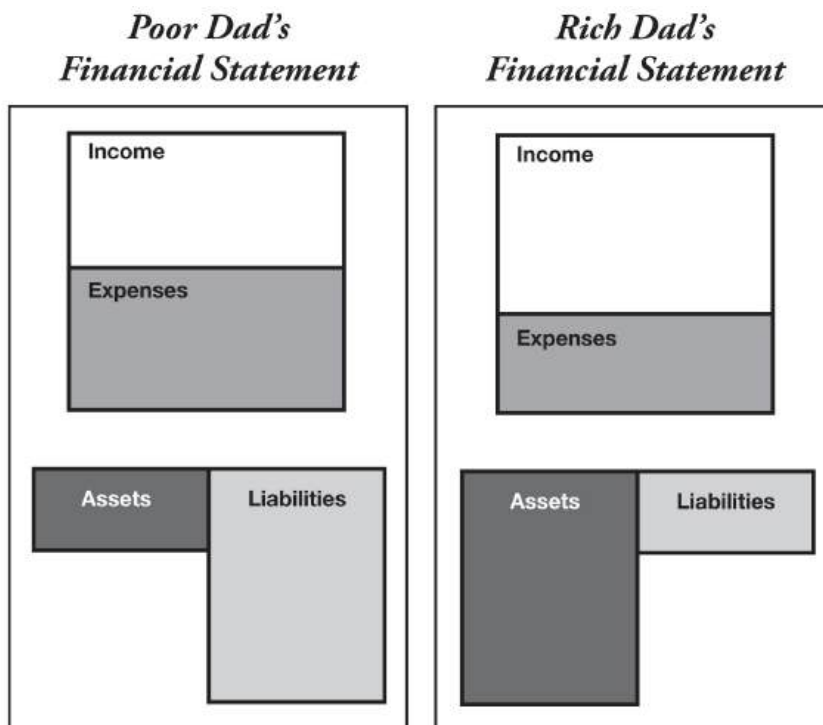 Poor Dad's
Financial Statement
Income
Expenses
Assets
Liabilities
Rich Dad's
Financial Statement
Income
Expenses
Assets
Liabilities